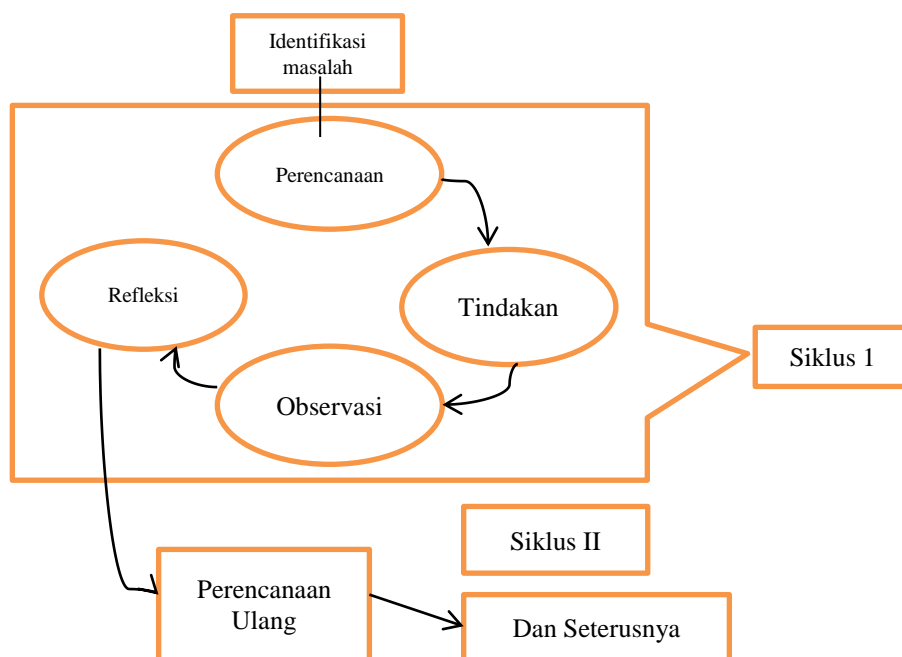 Identifikasi
masalah
Perencanaan
Refleksi
Tindakan
Siklus 1
Observasi
Siklus II
Perencanaan
Ulang
Dan Seterusnya